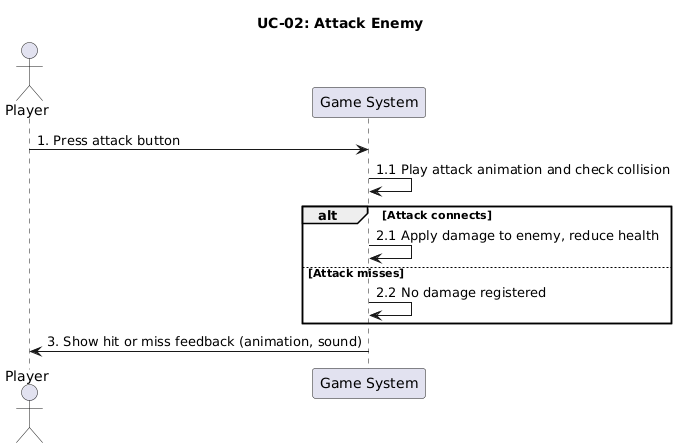 UC-02: Attack Enemy
Player
Game System
1. Press attack button
1.1 Play attack animation and check collision
alt [Attack connects]
2.1 Apply damage to enemy, reduce health
[Attack misses]
2.2 No damage registered
3. Show hit or miss feedback (animation, sound)
Player
Game System